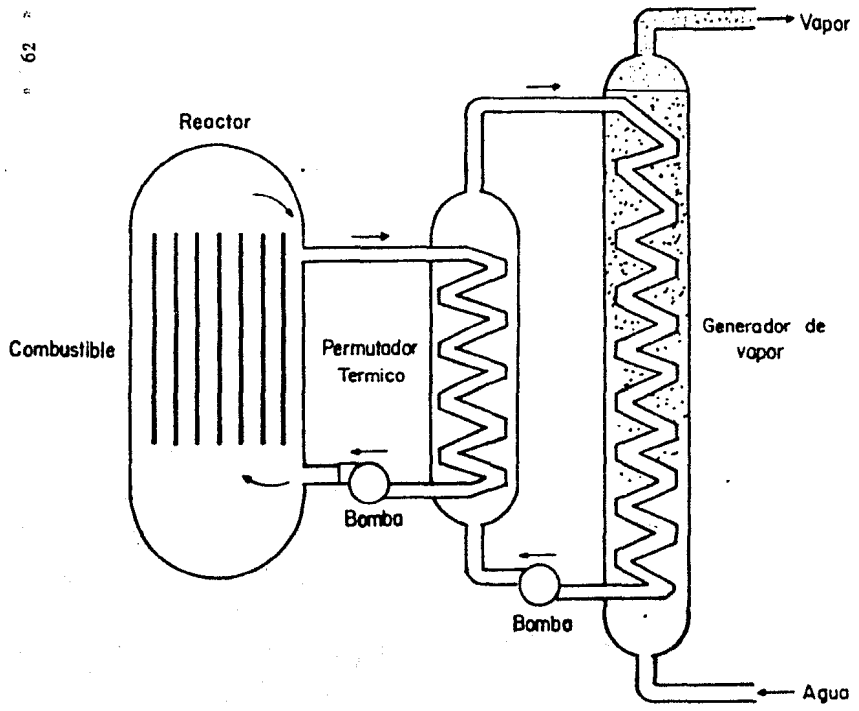 " 62 "
Vapor
Reactor
Combustible
Permutador
Termico
Generador de
vapor
Bomba
Bomba
Agua